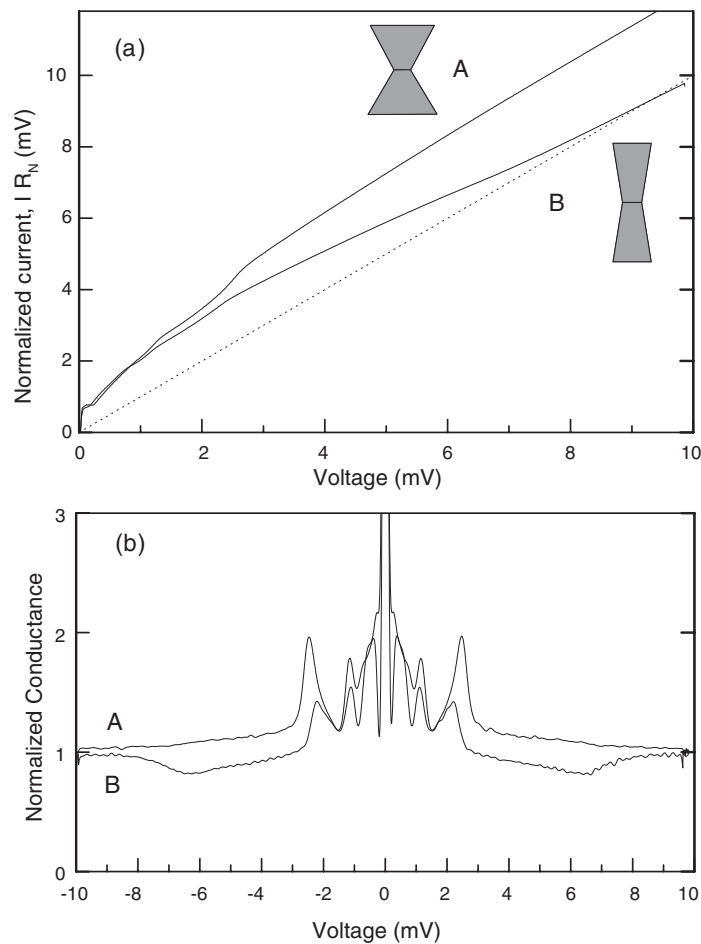 (a)
A
B
10
8
6
4
2
0
0 2 4 6 8 10
Normalized current, I R_N (mV)
Voltage (mV)
(b)
A
B
3
2
1
0
-10 -8 -6 -4 -2 0 2 4 6 8 10
Normalized Conductance
Voltage (mV)